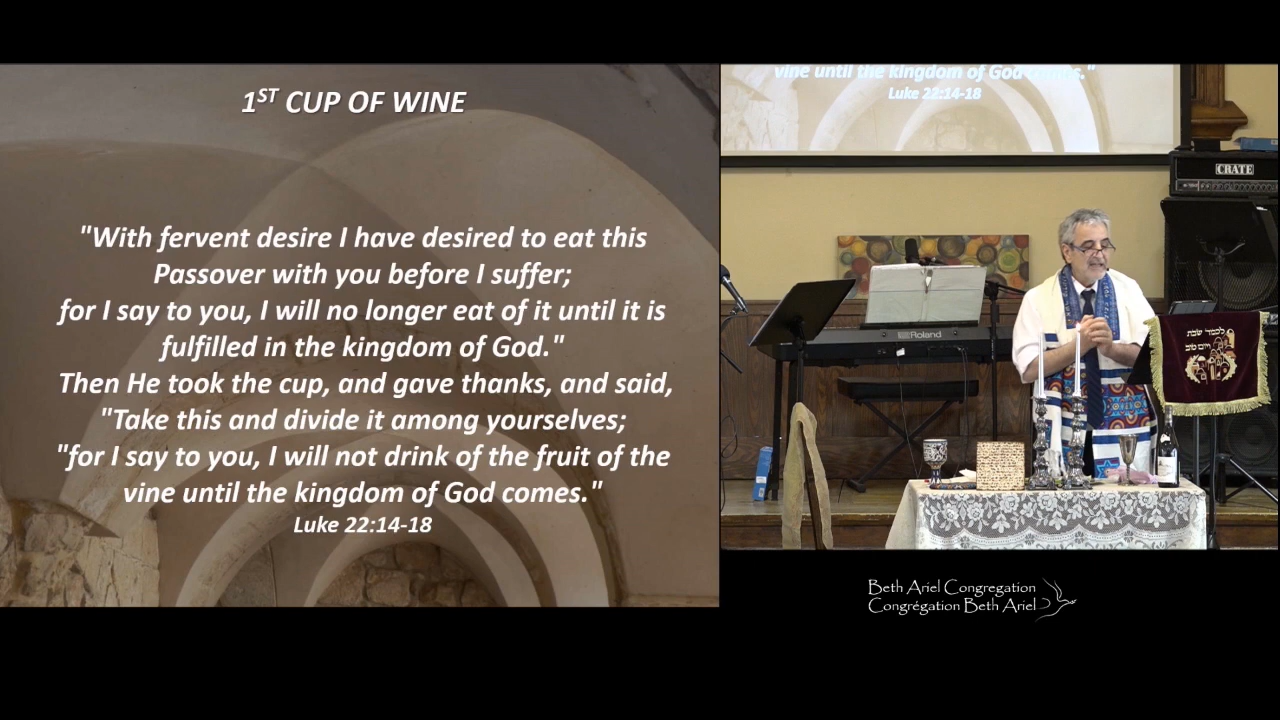 1ST CUP OF WINE
"With fervent desire I have desired to eat this
Passover with you before I suffer;
for I say to you, I will no longer eat of it until it is
fulfilled in the kingdom of God."
Then He took the cup, and gave thanks, and said,
"Take this and divide it among yourselves;
"for I say to you, I will not drink of the fruit of the
vine until the kingdom of God comes."
Luke 22:14-18
vine until the kingdom of God comes."
Luke 22:14-18
CRATE
Roland
לכבוד שבת
ויום טוב
Beth Ariel Congregation
Congrégation Beth Ariel